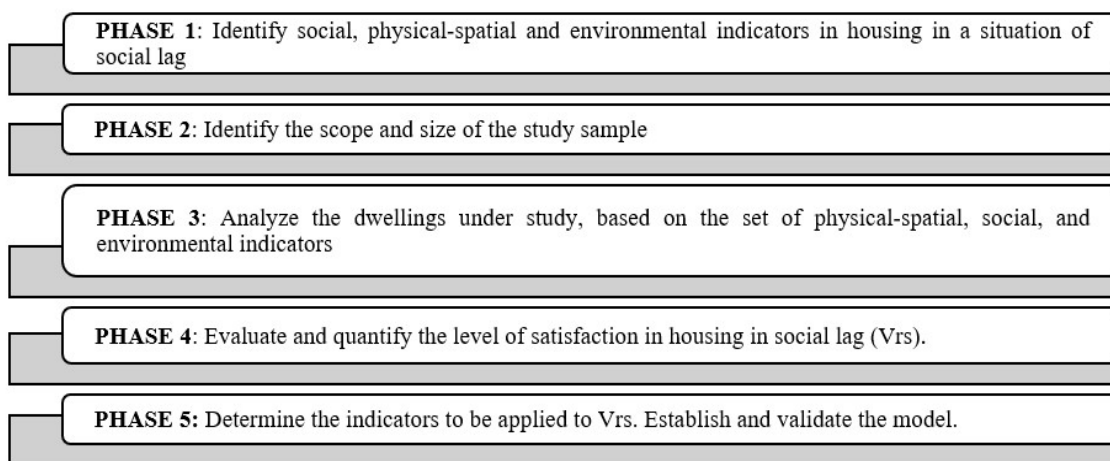 PHASE 1: Identify social, physical-spatial and environmental indicators in housing in a situation of
social lag
PHASE 2: Identify the scope and size of the study sample
PHASE 3: Analyze the dwellings under study, based on the set of physical-spatial, social, and
environmental indicators
PHASE 4: Evaluate and quantify the level of satisfaction in housing in social lag (Vrs).
PHASE 5: Determine the indicators to be applied to Vrs. Establish and validate the model.